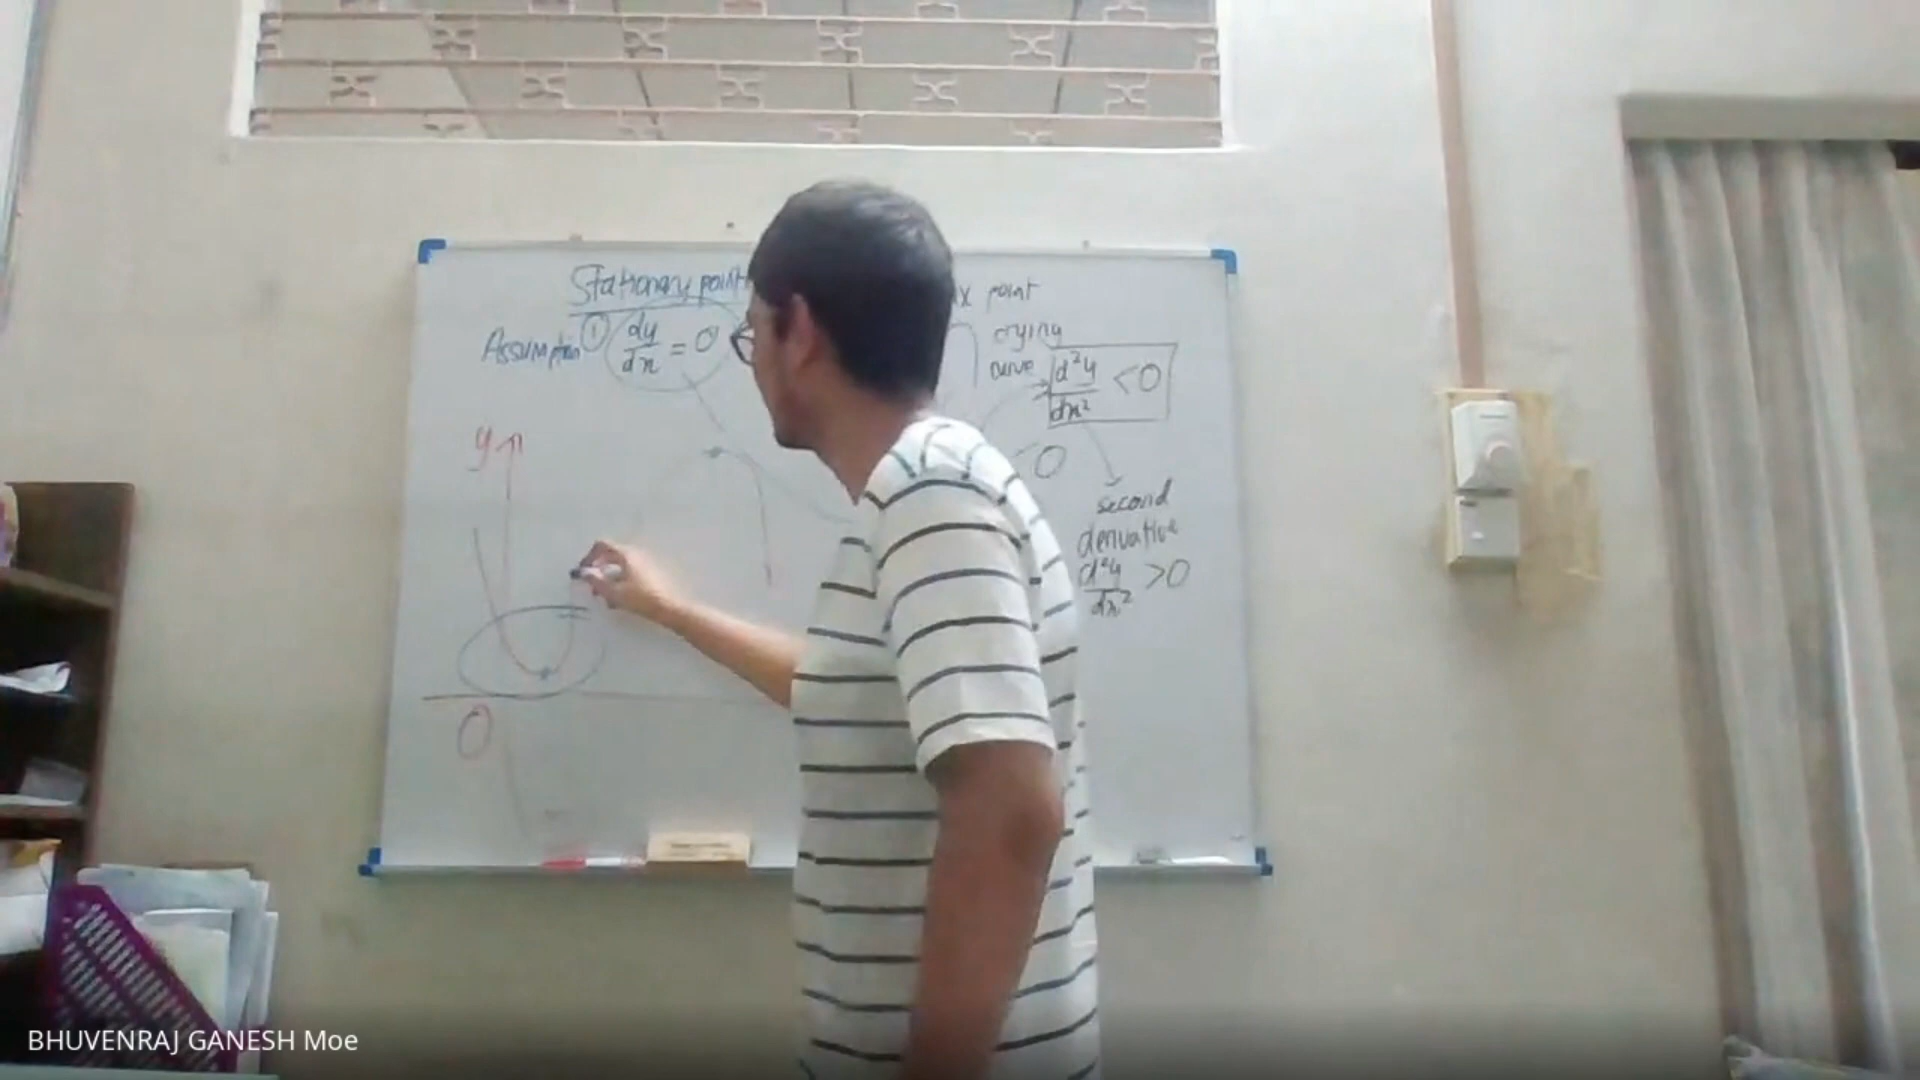 Stationary point
x point
Assumption ① dy/dx = 0
crying
curve
d²y/dx² < 0
< 0
y
second
derivative
d²y/dx² > 0
0
BHUVENRAJ GANESH Moe